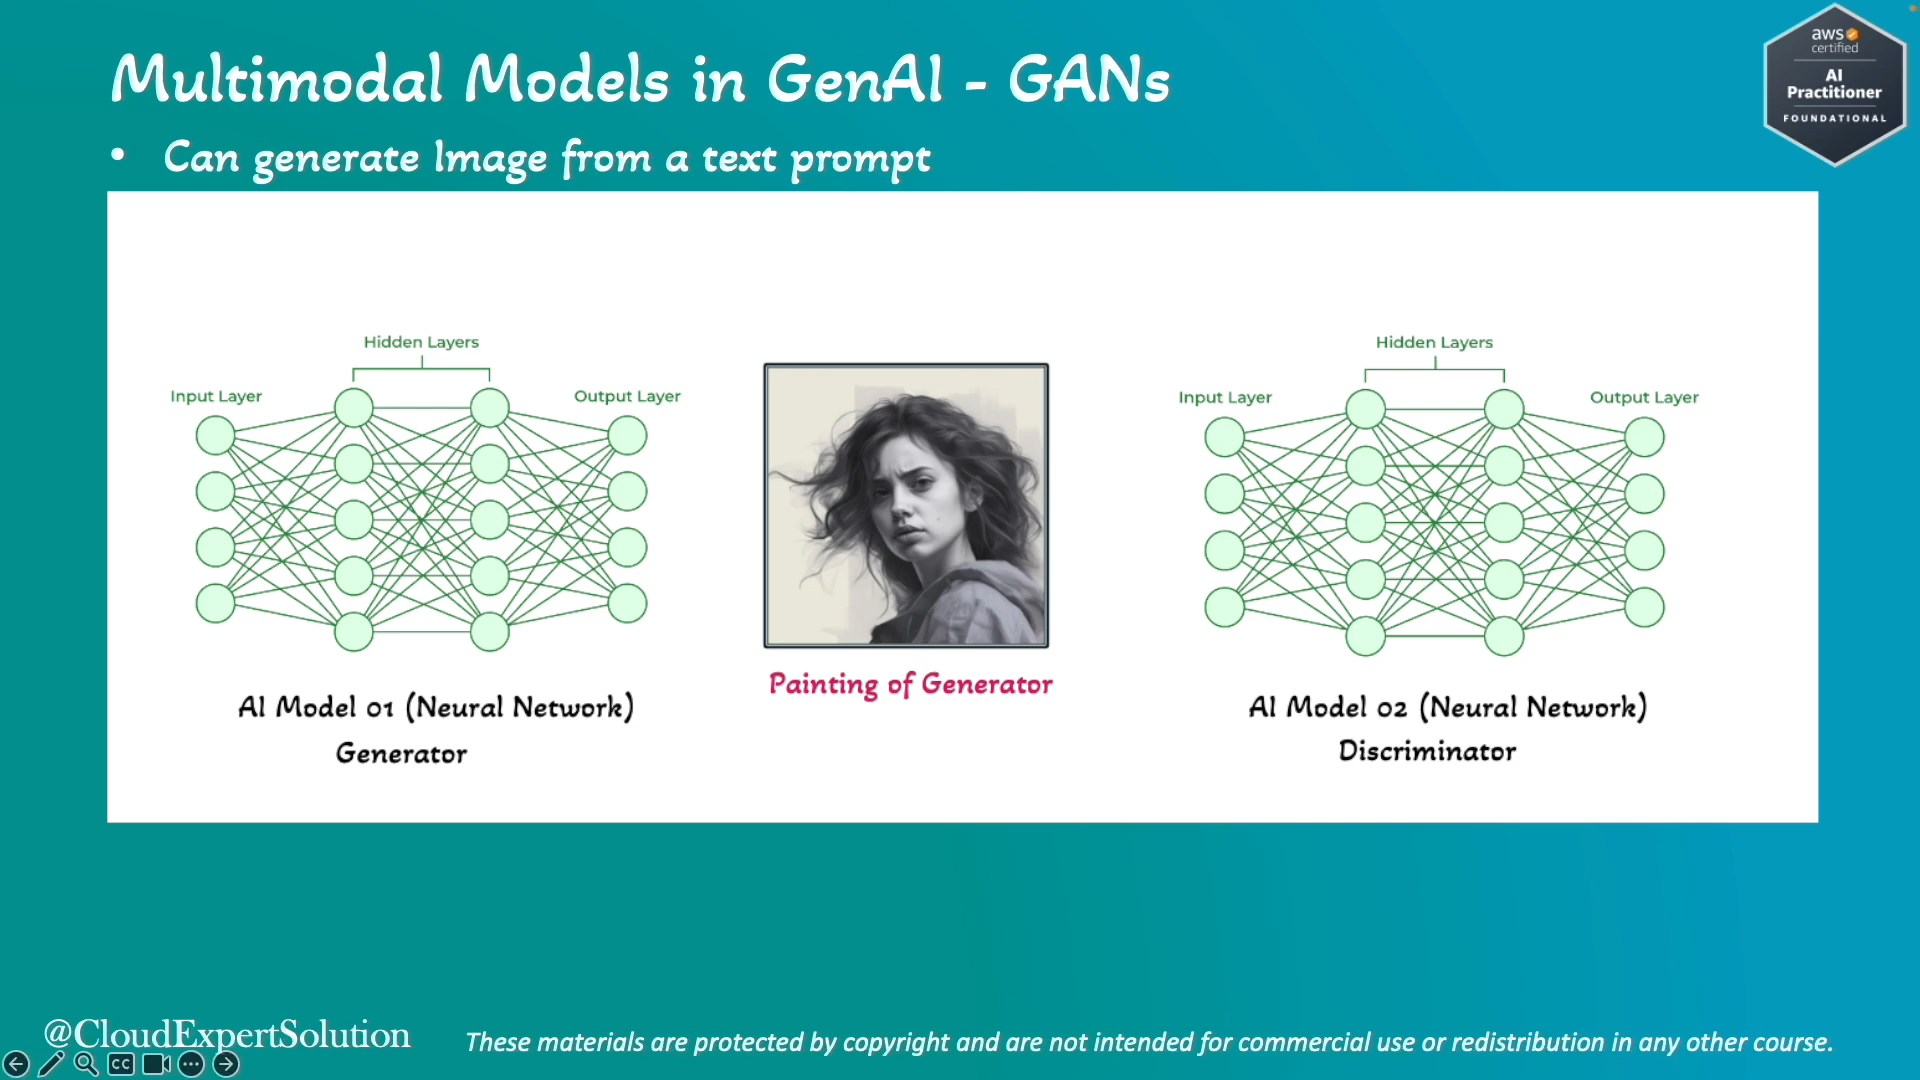 Multimodal Models in GenAI - GANs
aws
certified
AI
Practitioner
FOUNDATIONAL
• Can generate Image from a text prompt
Hidden Layers
Input Layer
Output Layer
AI Model 01 (Neural Network)
Generator
Painting of Generator
Hidden Layers
Input Layer
Output Layer
AI Model 02 (Neural Network)
Discriminator
@CloudExpertSolution
These materials are protected by copyright and are not intended for commercial use or redistribution in any other course.
CC